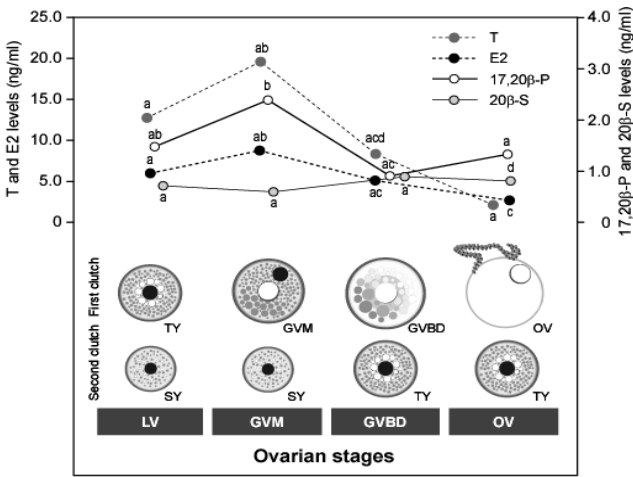 25.0
20.0
15.0
10.0
5.0
0
T and E2 levels (ng/ml)
4.0
3.0
2.0
1.0
0
17,20β-P and 20β-S levels (ng/ml)
T
E2
17,20β-P
20β-S
a
ab
a
a
ab
b
ab
a
acd
ac
ac
a
a
d
a
c
First clutch
TY
GVM
GVBD
OV
Second clutch
SY
SY
TY
TY
LV
GVM
GVBD
OV
Ovarian stages